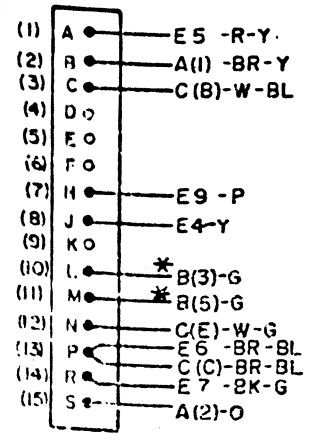 (1) A E5-R-Y
(2) B A(1)-BR-Y
(3) C C(B)-W-BL
(4) D
(5) E
(6) F
(7) H E9-P
(8) J E4-Y
(9) K
(10) L * B(3)-G
(11) M * B(5)-G
(12) N C(E)-W-G
(13) P E6-BR-BL
C(C)-BR-BL
(14) R E7-BK-G
(15) S A(2)-O